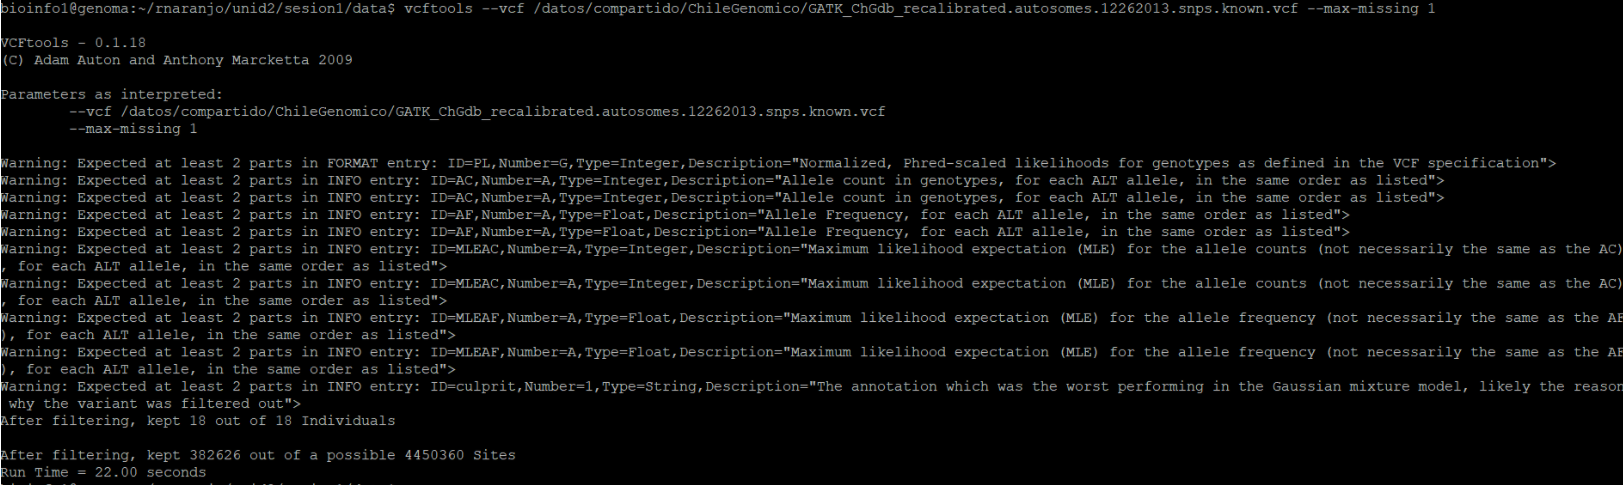 bioinfo1@genoma:~/rnaranjo/unid2/sesion1/data$ vcftools --vcf /datos/compartido/ChileGenomico/GATK_ChGdb_recalibrated.autosomes.12262013.snps.known.vcf --max-missing 1
VCFtools - 0.1.18
(C) Adam Auton and Anthony Marcketta 2009
Parameters as interpreted:
--vcf /datos/compartido/ChileGenomico/GATK_ChGdb_recalibrated.autosomes.12262013.snps.known.vcf
--max-missing 1
Warning: Expected at least 2 parts in FORMAT entry: ID=PL,Number=G,Type=Integer,Description="Normalized, Phred-scaled likelihoods for genotypes as defined in the VCF specification">
Warning: Expected at least 2 parts in INFO entry: ID=AC,Number=A,Type=Integer,Description="Allele count in genotypes, for each ALT allele, in the same order as listed">
Warning: Expected at least 2 parts in INFO entry: ID=AC,Number=A,Type=Integer,Description="Allele count in genotypes, for each ALT allele, in the same order as listed">
Warning: Expected at least 2 parts in INFO entry: ID=AF,Number=A,Type=Float,Description="Allele Frequency, for each ALT allele, in the same order as listed">
Warning: Expected at least 2 parts in INFO entry: ID=AF,Number=A,Type=Float,Description="Allele Frequency, for each ALT allele, in the same order as listed">
Warning: Expected at least 2 parts in INFO entry: ID=MLEAC,Number=A,Type=Integer,Description="Maximum likelihood expectation (MLE) for the allele counts (not necessarily the same as the AC)
, for each ALT allele, in the same order as listed">
Warning: Expected at least 2 parts in INFO entry: ID=MLEAC,Number=A,Type=Integer,Description="Maximum likelihood expectation (MLE) for the allele counts (not necessarily the same as the AC)
, for each ALT allele, in the same order as listed">
Warning: Expected at least 2 parts in INFO entry: ID=MLEAF,Number=A,Type=Float,Description="Maximum likelihood expectation (MLE) for the allele frequency (not necessarily the same as the AF
), for each ALT allele, in the same order as listed">
Warning: Expected at least 2 parts in INFO entry: ID=MLEAF,Number=A,Type=Float,Description="Maximum likelihood expectation (MLE) for the allele frequency (not necessarily the same as the AF
), for each ALT allele, in the same order as listed">
Warning: Expected at least 2 parts in INFO entry: ID=culprit,Number=1,Type=String,Description="The annotation which was the worst performing in the Gaussian mixture model, likely the reason
why the variant was filtered out">
After filtering, kept 18 out of 18 Individuals
After filtering, kept 382626 out of a possible 4450360 Sites
Run Time = 22.00 seconds